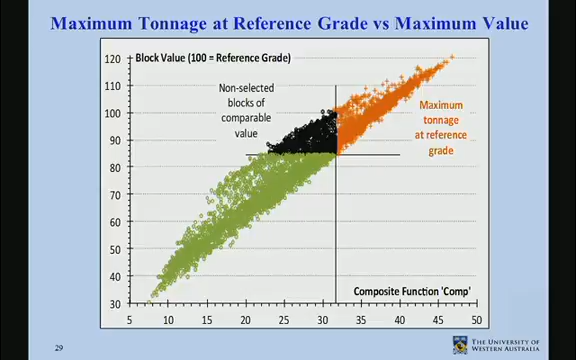 Maximum Tonnage at Reference Grade vs Maximum Value
Block Value (100 = Reference Grade)
120
110
100
90
80
70
60
50
40
30
Non-selected
blocks of
comparable
value
Maximum
tonnage
at reference
grade
Composite Function 'Comp'
5
10
15
20
25
30
35
40
45
50
29
THE UNIVERSITY OF
WESTERN AUSTRALIA